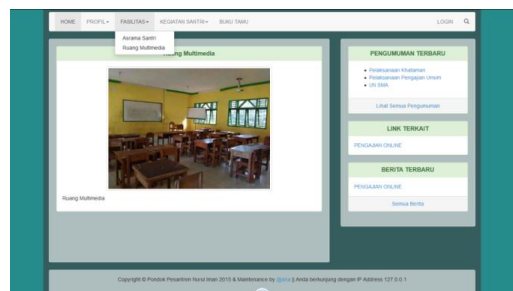 HOME PROFIL FASILITAS KEGIATAN SANTRI BUKU TAMU LOGIN
Asrama Santri
Ruang Multimedia
Ruang Multimedia
Ruang Multimedia
PENGUMUMAN TERBARU
Pelaksanaan Khataman
Pelaksanaan Pengajian Umum
UN SMA
Lihat Semua Pengumuman
LINK TERKAIT
PENGAJIAN ONLINE
BERITA TERBARU
PENGAJIAN ONLINE
Semua Berita
Copyright © Pondok Pesantren Nurul Iman 2015 & Maintenance by || Anda berkunjung dengan IP Address 127.0.0.1